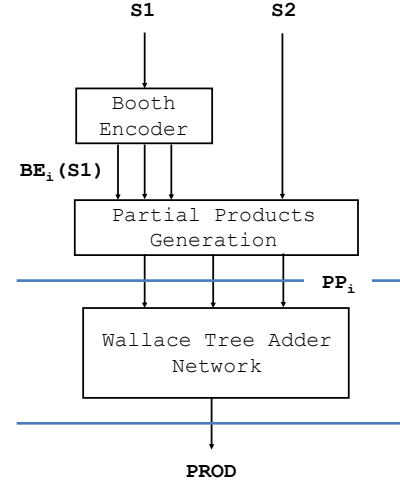 S1 S2
Booth
Encoder
BEi(S1)
Partial Products
Generation
PPi
Wallace Tree Adder
Network
PROD